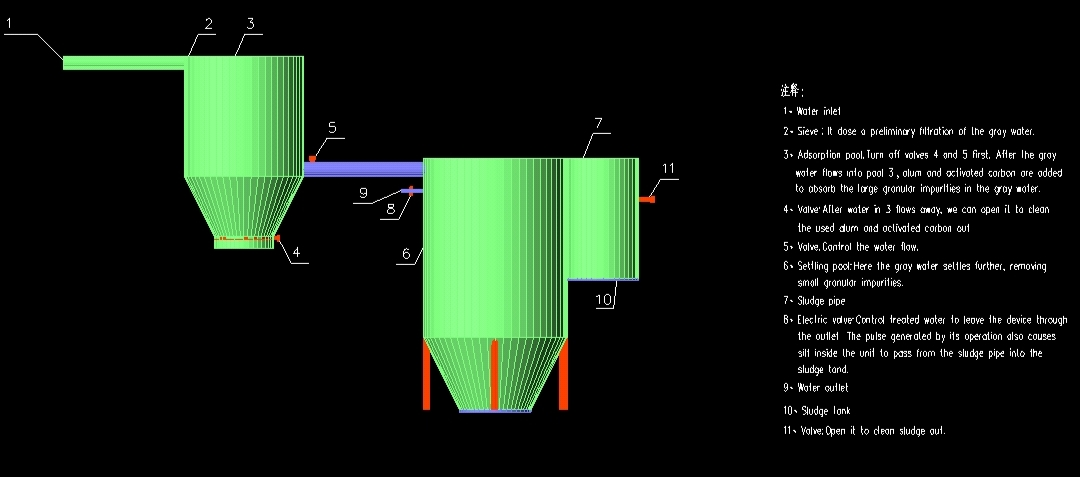 1
2
3
5
7
11
9
8
6
4
10
注释:
1、Water inlet
2、Sieve: It dose a preliminary filtration of the gray water.
3、Adsorption pool:Turn off valves 4 and 5 first. After the gray
water flows into pool 3, alum and activated carbon are added
to absorb the large granular impurities in the gray water.
4、Valve:After water in 3 flows away, we can open it to clean
the used alum and activated carbon out
5、Valve:Control the water flow.
6、Settling pool:Here the gray water settles further, removing
small granular impurities.
7、Sludge pipe
8、Electric valve:Control treated water to leave the device through
the outlet The pulse generated by its operation also causes
silt inside the unit to pass from the sludge pipe into the
sludge tand.
9、Water outlet
10、Sludge tank
11、Valve:Open it to clean sludge out.